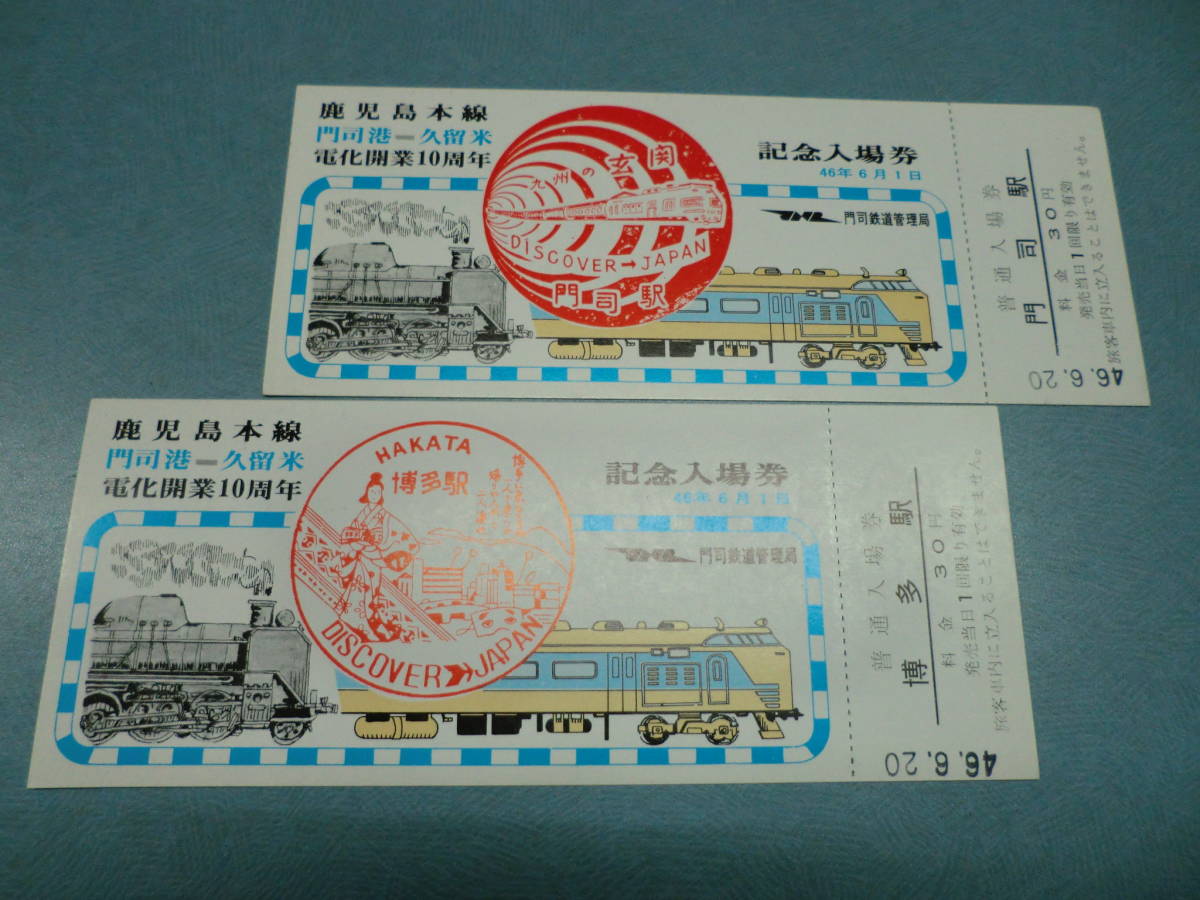 鹿児島本線
門司港ー久留米
電化開業10周年
九州の玄関
DISCOVER→JAPAN
門司駅
記念入場券
46年6月1日
門司鉄道管理局
普通入場券
門司駅
料金30円
発売当日1回限り有効
旅客車内に立入ることはできません。
46.6.20
鹿児島本線
門司港ー久留米
電化開業10周年
HAKATA
博多駅
DISCOVER JAPAN
記念入場券
46年6月1日
門司鉄道管理局
普通入場券
博多駅
料金30円
発売当日1回限り有効
旅客車内に立入ることはできません。
46.6.20